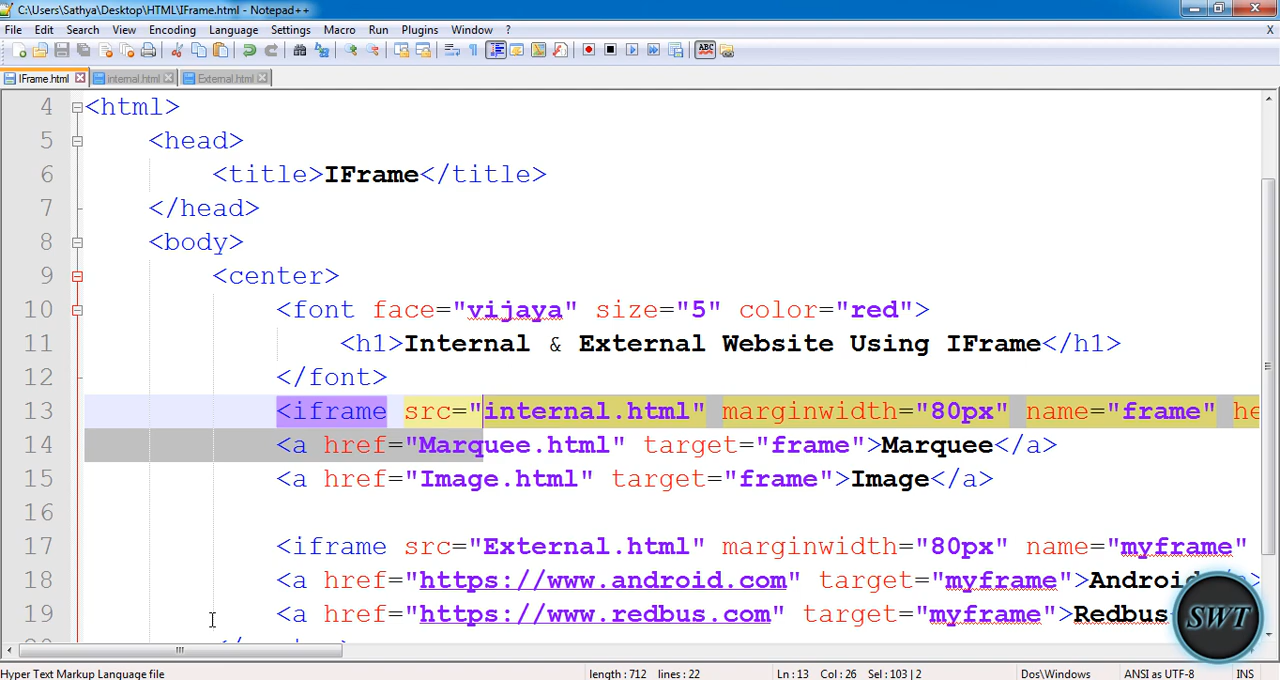 C:\Users\Sathya\Desktop\HTML\IFrame.html - Notepad++
File Edit Search View Encoding Language Settings Macro Run Plugins Window ? X
ABC
IFrame.html internal.html External.html
4 <html>
5 <head>
6 <title>IFrame</title>
7 </head>
8 <body>
9 <center>
10 <font face="vijaya" size="5" color="red">
11 <h1>Internal & External Website Using IFrame</h1>
12 </font>
13 <iframe src="internal.html" marginwidth="80px" name="frame" he
14 <a href="Marquee.html" target="frame">Marquee</a>
15 <a href="Image.html" target="frame">Image</a>
16
17 <iframe src="External.html" marginwidth="80px" name="myframe"
18 <a href="https://www.android.com" target="myframe">Android
19 <a href="https://www.redbus.com" target="myframe">Redbus
SWT
Hyper Text Markup Language file length : 712 lines : 22 Ln : 13 Col : 26 Sel : 103 | 2 Dos\Windows ANSI as UTF-8 INS